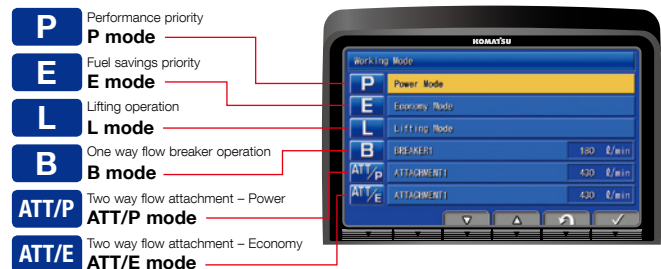 P
Performance priority
P mode
E
Fuel savings priority
E mode
L
Lifting operation
L mode
B
One way flow breaker operation
B mode
ATT/P
Two way flow attachment – Power
ATT/P mode
ATT/E
Two way flow attachment – Economy
ATT/E mode
KOMATSU
Working Mode
P Power Mode
E Economy Mode
L Lifting Mode
B BREAKER1 180 ℓ/min
ATT/P ATTACHMENT1 430 ℓ/min
ATT/E ATTACHMENT1 430 ℓ/min